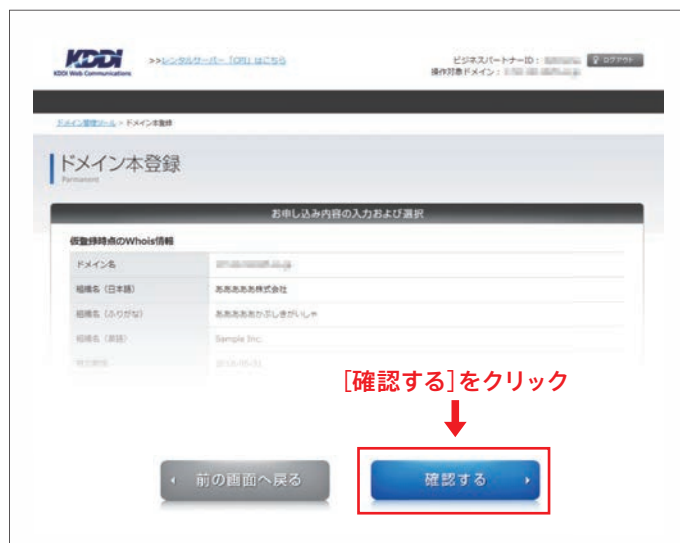 KDDI
KDDI Web Communications
>>レンタルサーバー「CPI」はこちら
ビジネスパートナーID：
ログアウト
操作対象ドメイン：
ドメイン管理ツール > ドメイン本登録
ドメイン本登録
Permanent
お申し込み内容の入力および選択
仮登録時点のWhois情報
ドメイン名
組織名（日本語） あああああ株式会社
組織名（ふりがな） あああああかぶしきがいしゃ
組織名（英語） Sample Inc.
[確認する]をクリック
前の画面へ戻る
確認する